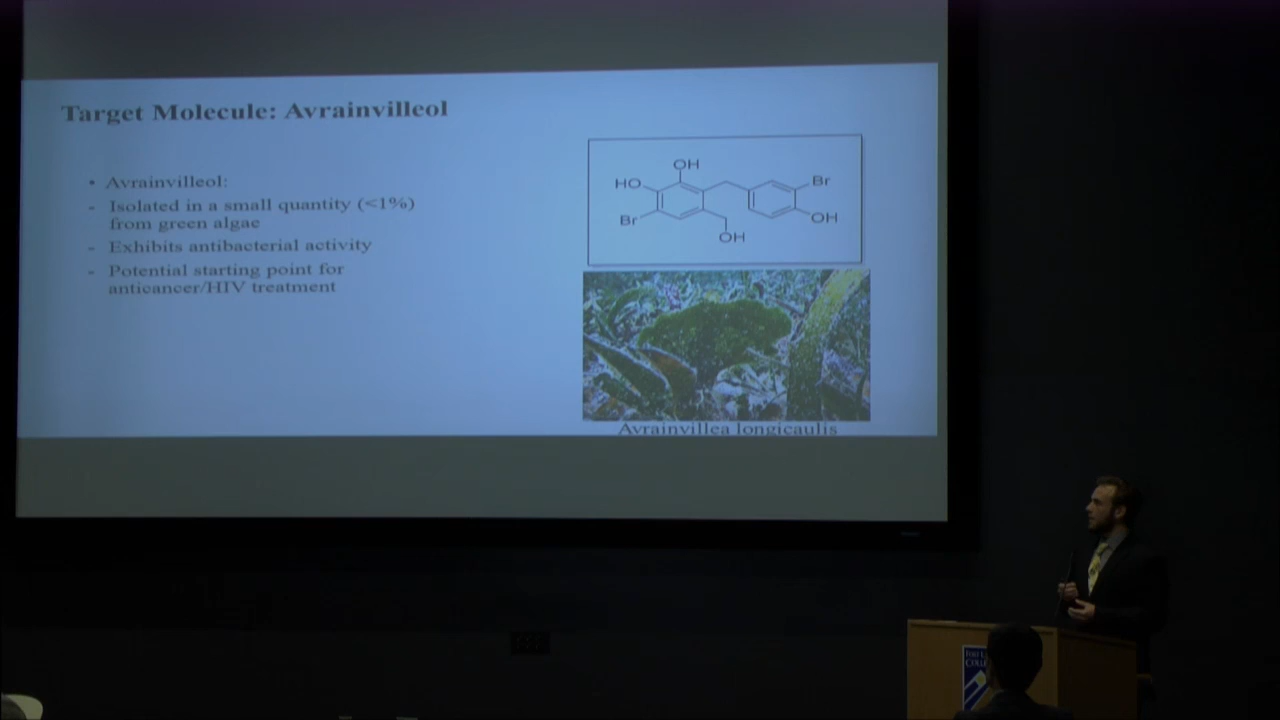 Target Molecule: Avrainvilleol
• Avrainvilleol:
- Isolated in a small quantity (<1%)
from green algae
- Exhibits antibacterial activity
- Potential starting point for
anticancer/HIV treatment
OH
HO
Br
Br
OH
OH
Avrainvillea longicaulis